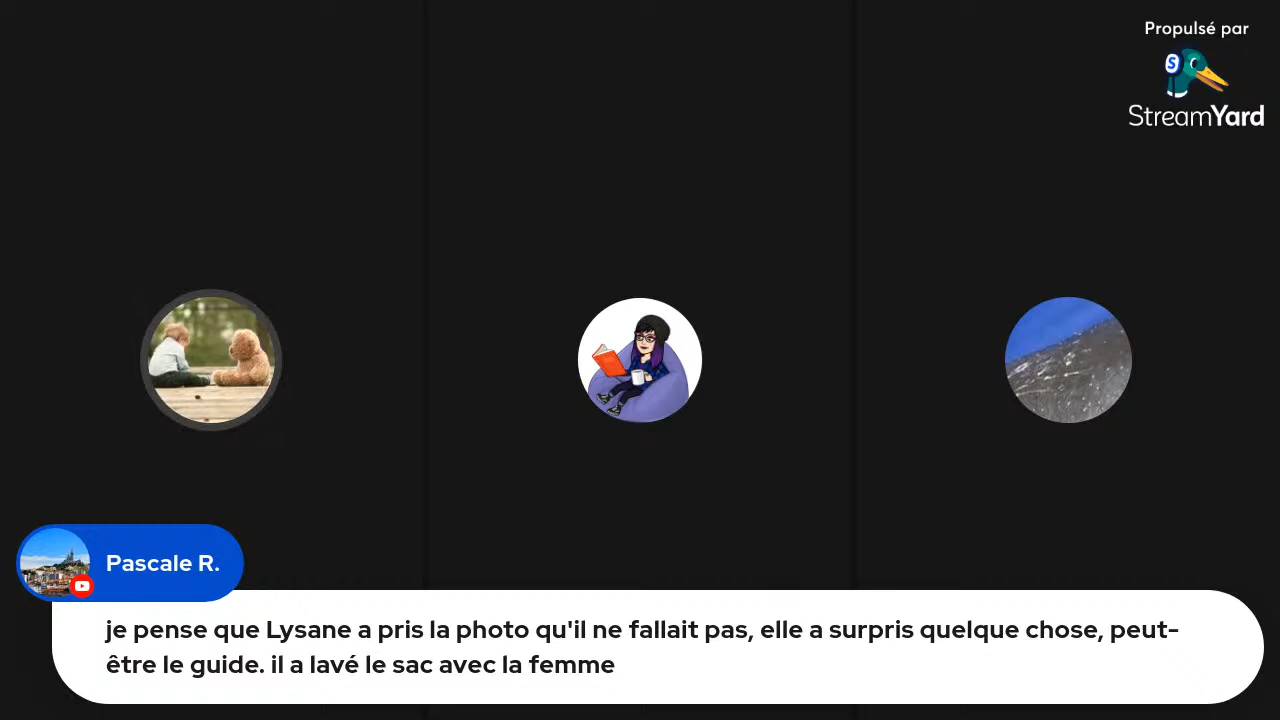 Propulsé par
S
StreamYard
Pascale R.
je pense que Lysane a pris la photo qu'il ne fallait pas, elle a surpris quelque chose, peut-
être le guide. il a lavé le sac avec la femme